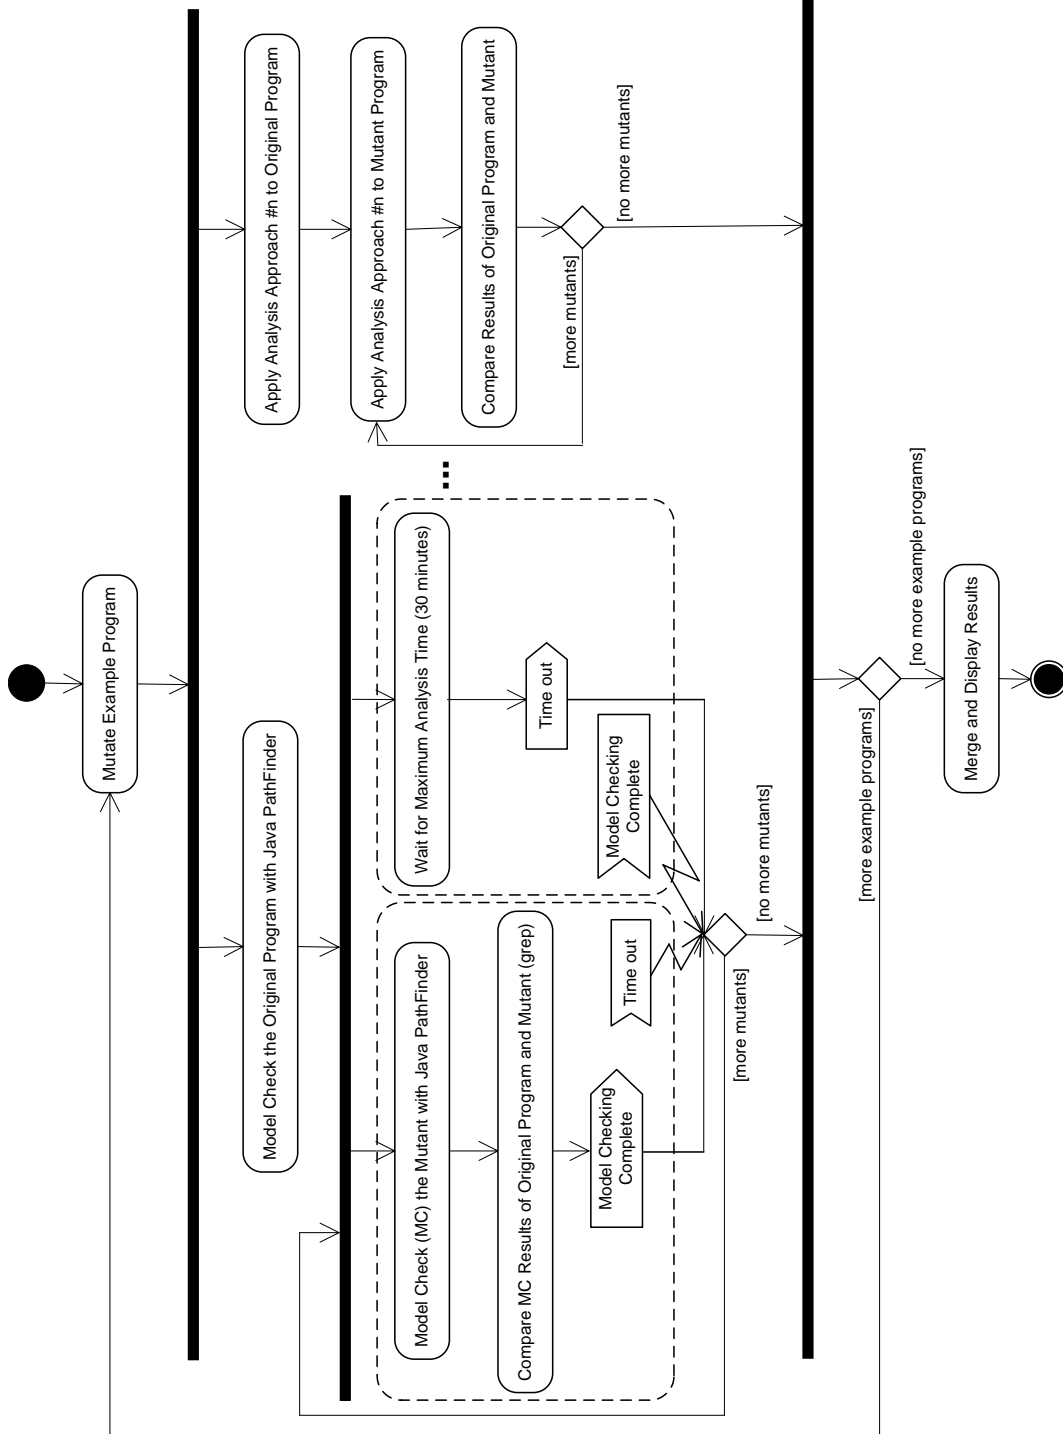 Mutate Example Program
Model Check the Original Program with Java PathFinder
Apply Analysis Approach #n to Original Program
Apply Analysis Approach #n to Mutant Program
Compare Results of Original Program and Mutant
[more mutants]
[no more mutants]
...
Model Check (MC) the Mutant with Java PathFinder
Compare MC Results of Original Program and Mutant (grep)
Model Checking
Complete
Time out
Wait for Maximum Analysis Time (30 minutes)
Time out
Model Checking
Complete
[more mutants]
[no more mutants]
[more example programs]
[no more example programs]
Merge and Display Results